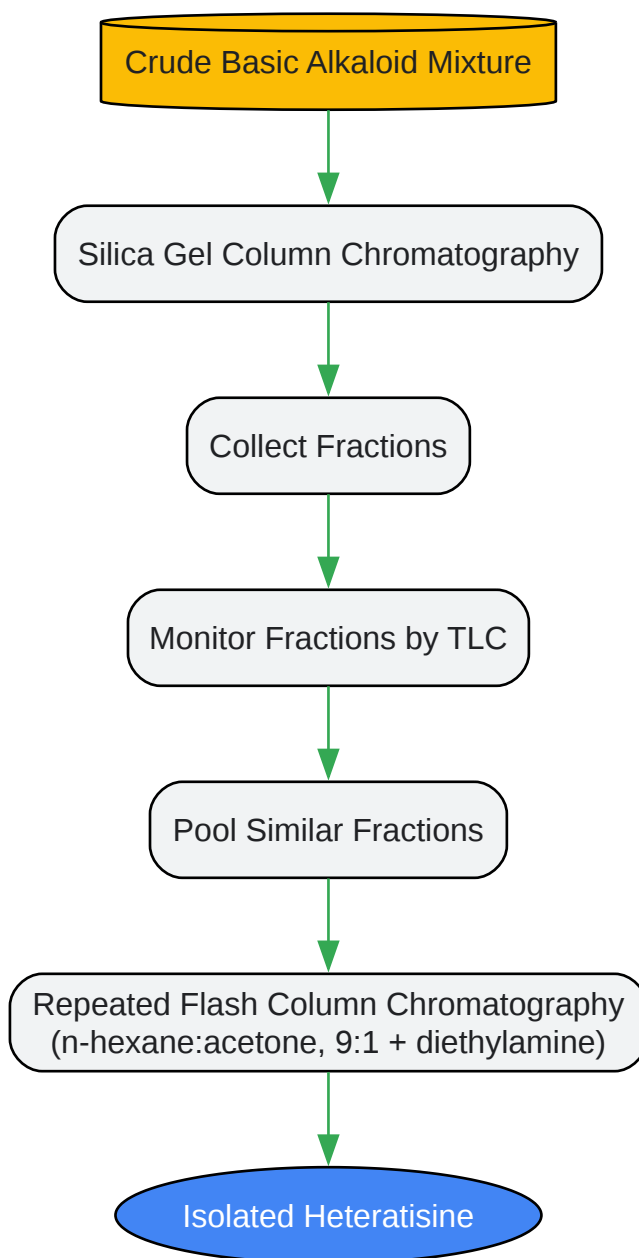 Crude Basic Alkaloid Mixture
Silica Gel Column Chromatography
Collect Fractions
Monitor Fractions by TLC
Pool Similar Fractions
Repeated Flash Column Chromatography
(n-hexane:acetone, 9:1 + diethylamine)
Isolated Heteratisine